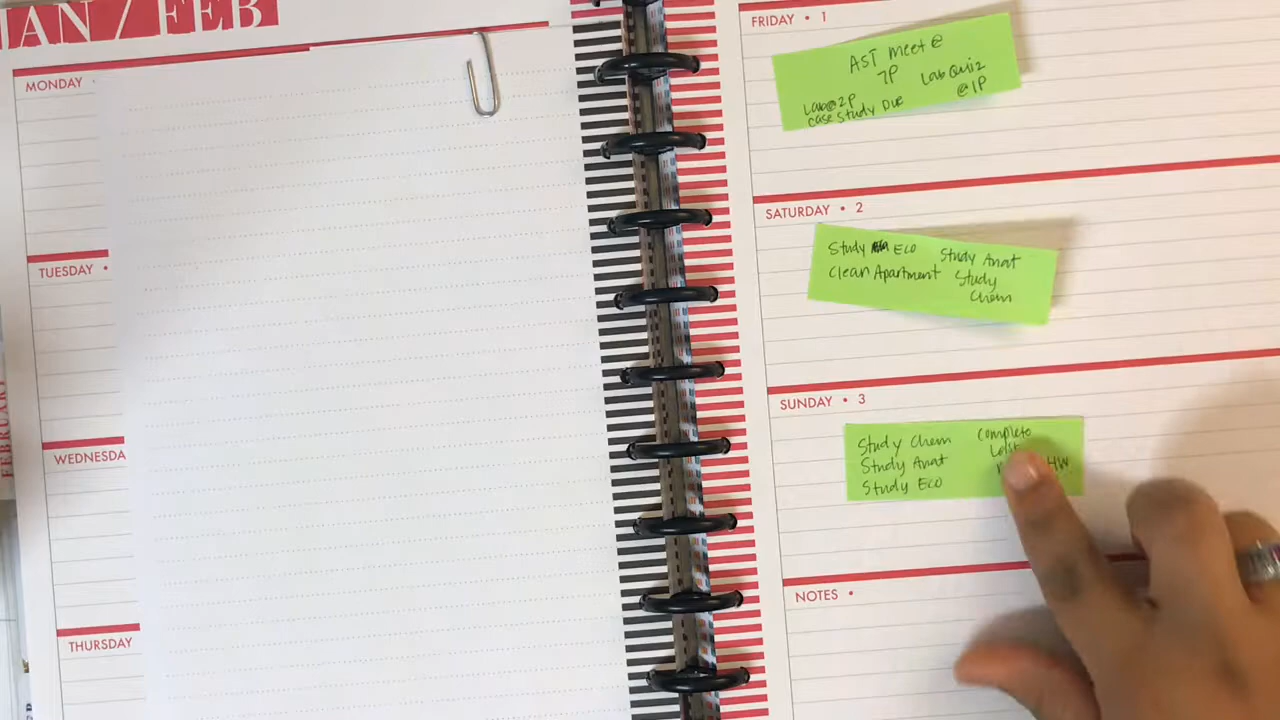 JAN / FEB
MONDAY
TUESDAY •
WEDNESDA
THURSDAY
FEBRUARY
FRIDAY • 1
AST Meet @
7P
Lab Quiz
@ 1P
Lab @ 2P
Case Study Due
SATURDAY • 2
Study ECO
Clean Apartment
Study Anat
Study
Chem
SUNDAY • 3
Study Chem
Study Anat
Study Eco
Complete
HW
NOTES •